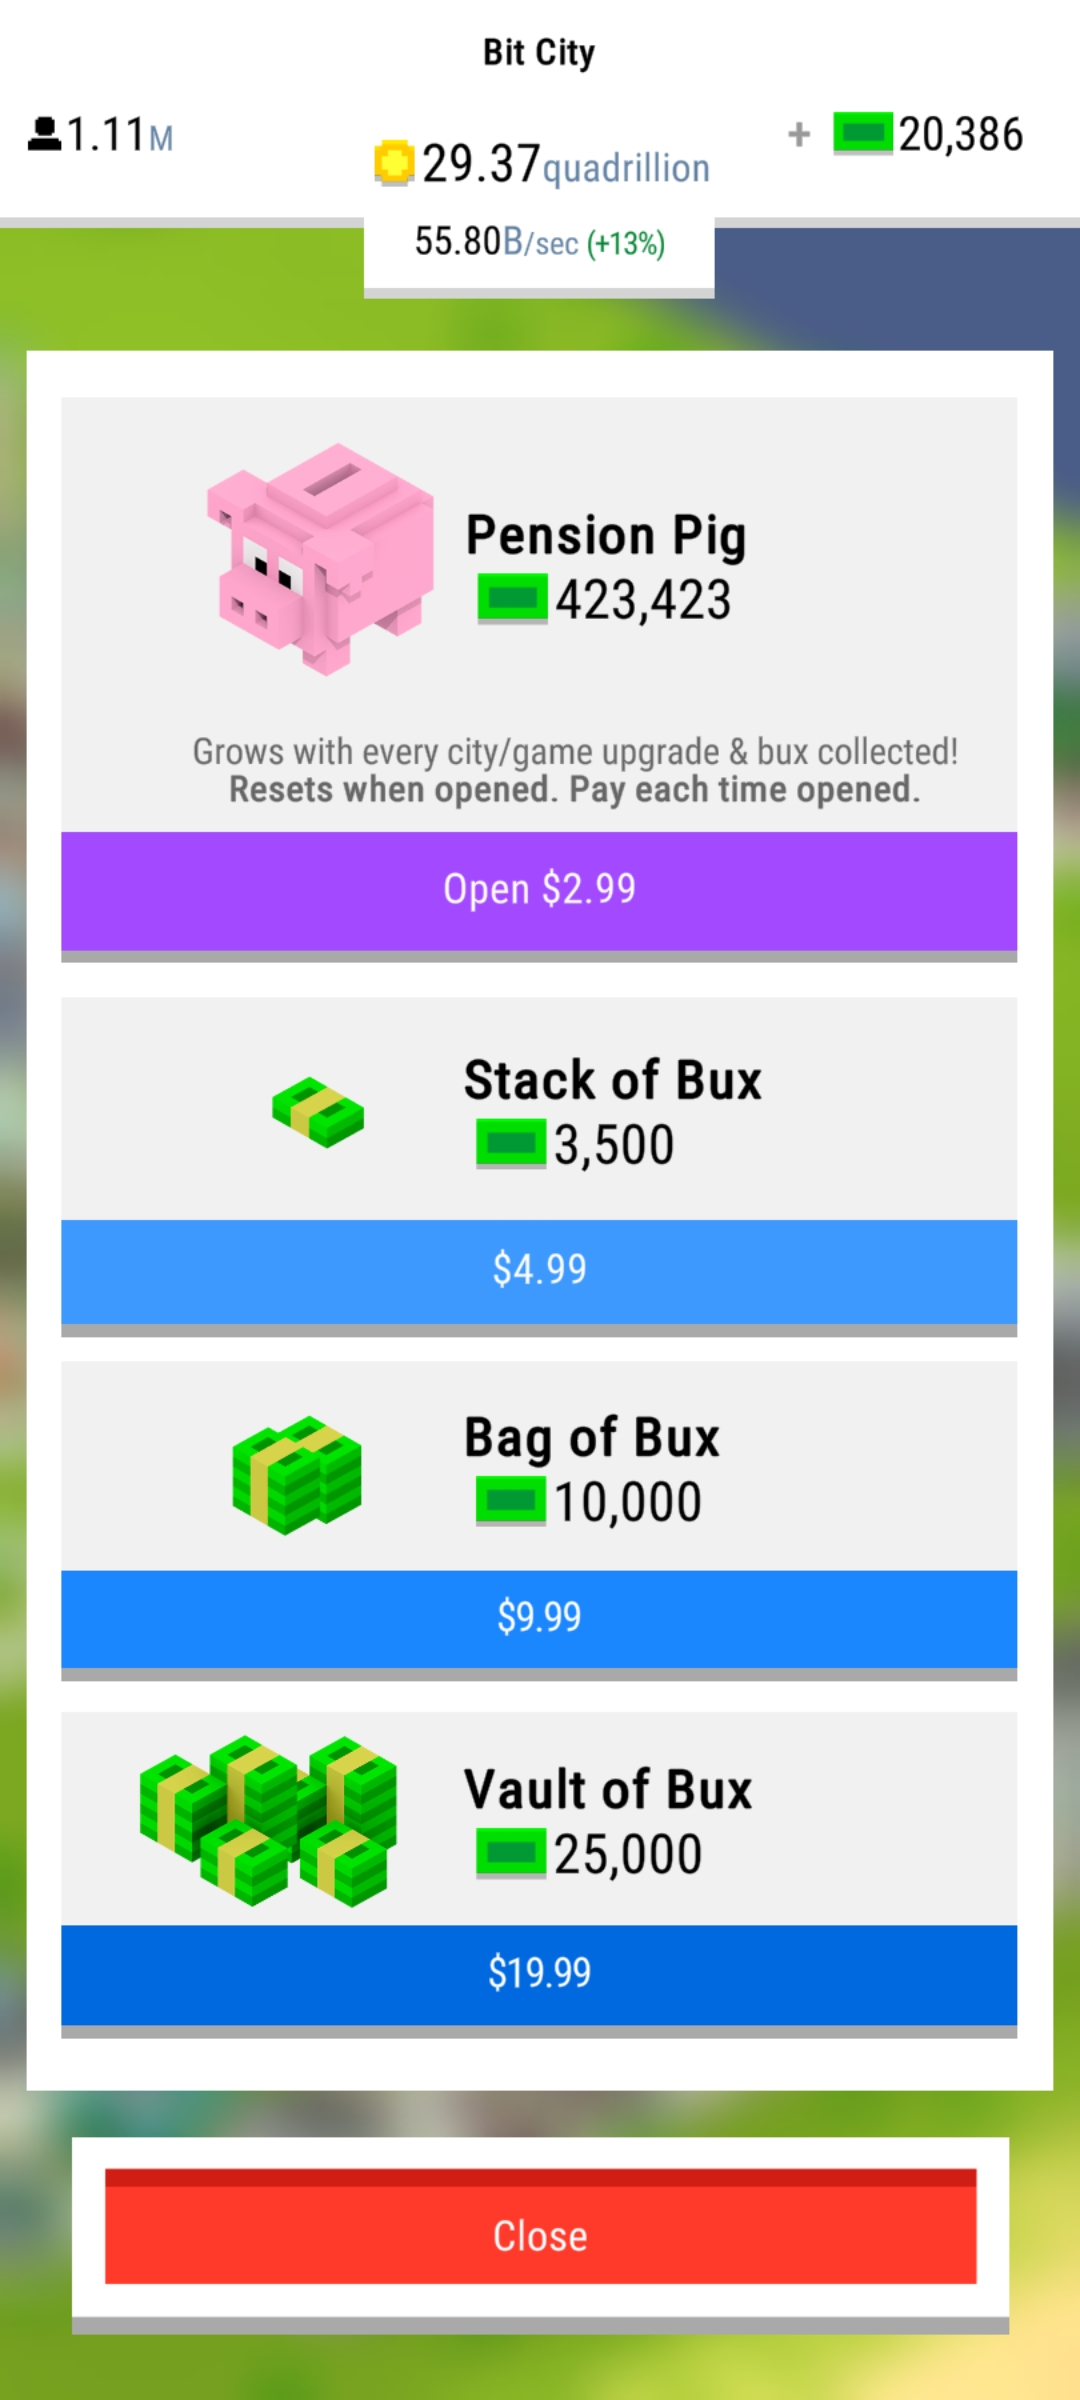 Bit City
1.11M
29.37quadrillion
+ 20,386
55.80B/sec (+13%)
Pension Pig
423,423
Grows with every city/game upgrade & bux collected!
Resets when opened. Pay each time opened.
Open $2.99
Stack of Bux
3,500
$4.99
Bag of Bux
10,000
$9.99
Vault of Bux
25,000
$19.99
Close